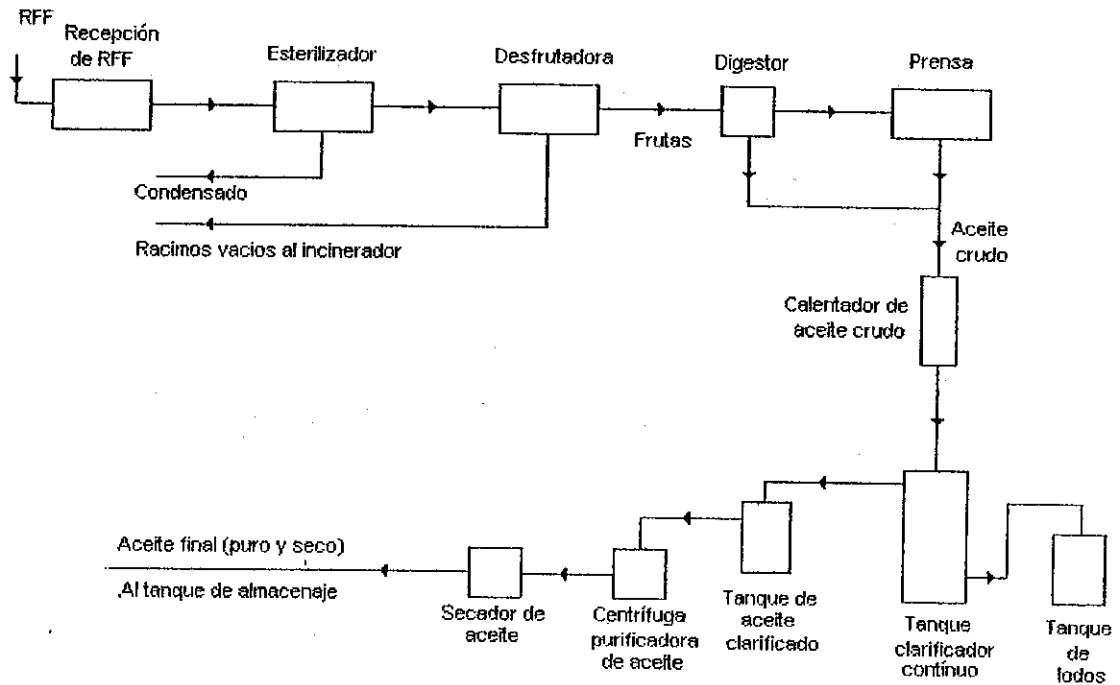 RFF
Recepción
de RFF
Esterilizador
Desfrutadora
Digestor
Prensa
Frutas
Condensado
Racimos vacios al incinerador
Aceite
crudo
Calentador de
aceite crudo
Aceite final (puro y seco)
.Al tanque de almacenaje
Secador de
aceite
Centrífuga
purificadora
de aceite
Tanque de
aceite
clarificado
Tanque
clarificador
contínuo
Tanque
de
lodos